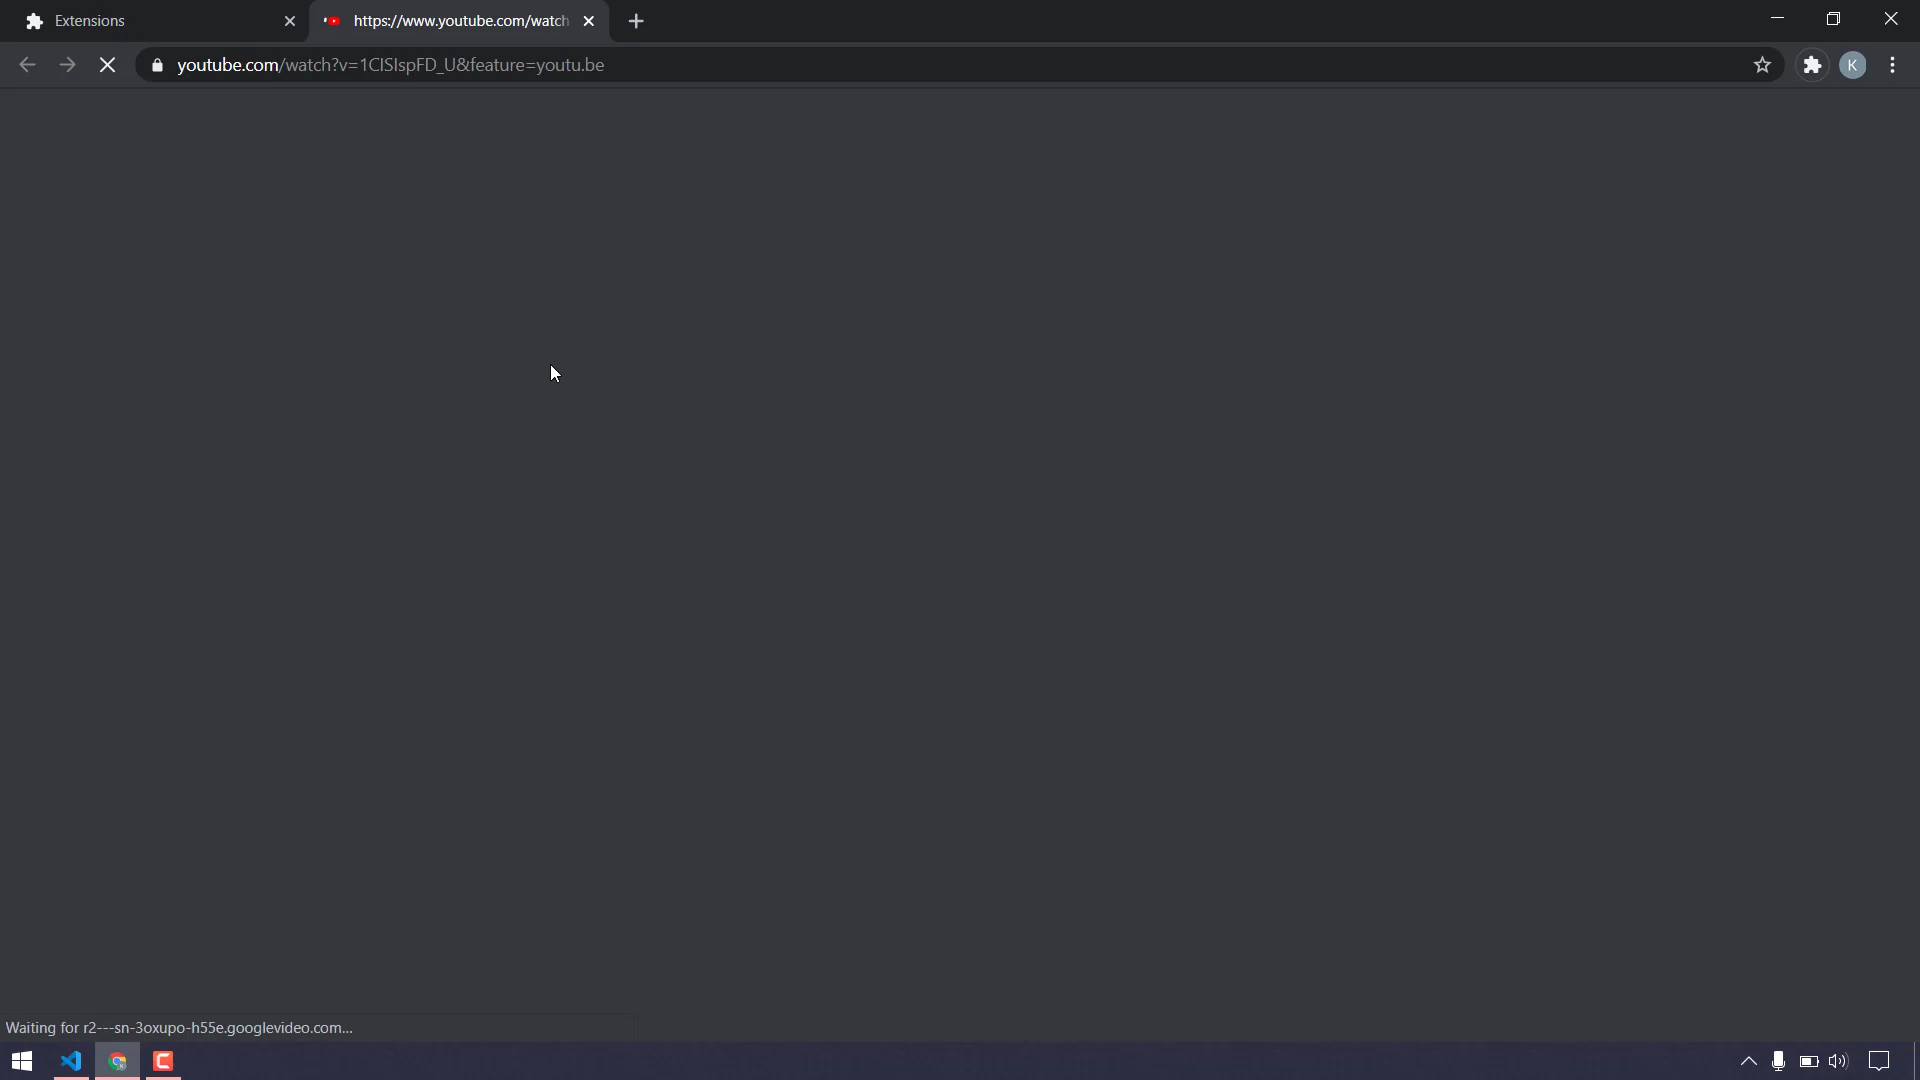 Extensions
https://www.youtube.com/watch
youtube.com/watch?v=1CISIspFD_U&feature=youtu.be
K
Waiting for r2---sn-3oxupo-h55e.googlevideo.com...